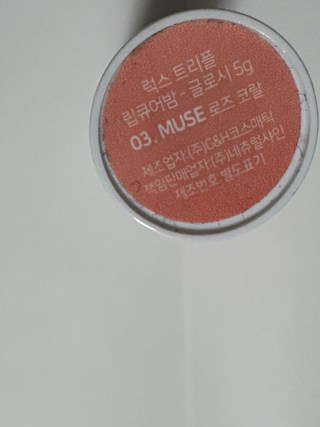 럭스 트리플
립큐어밤 - 글로시 5g
03. MUSE 로즈 코랄
제조업자:(주)G&H코스메틱
책임판매업자:(주)네츄럴샤인
제조번호:별도표기